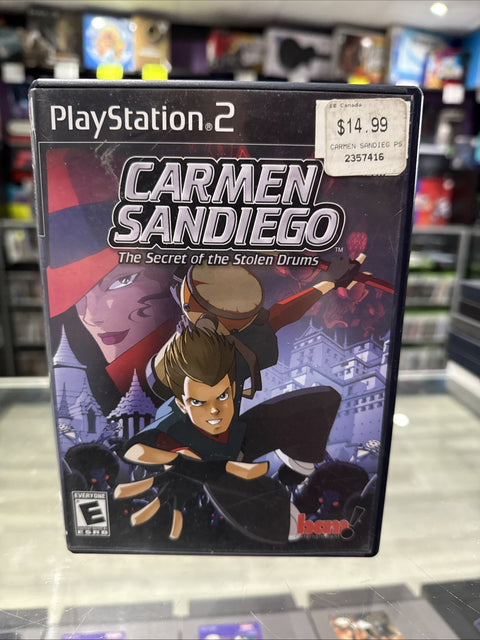 PlayStation®2
EB Canada
$14.99
CARMEN SANDIEG PS
2357416
CARMEN
SANDIEGO™
The Secret of the Stolen Drums
EVERYONE
E
ESRB
bam!